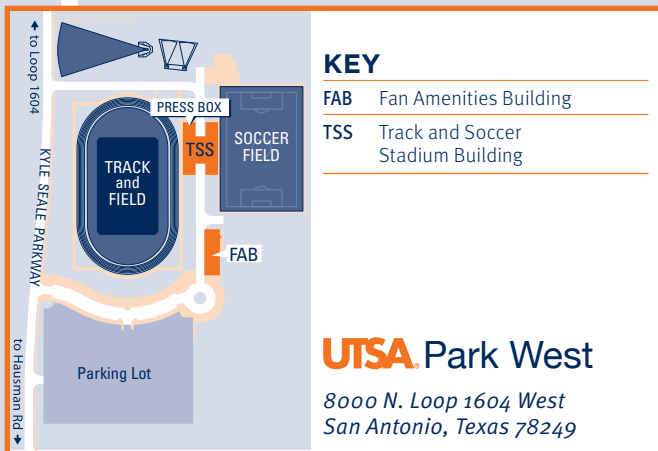 ← to Loop 1604
KYLE SEALE PARKWAY
to Hausman Rd →
PRESS BOX
TSS
TRACK
and
FIELD
SOCCER
FIELD
FAB
Parking Lot
KEY
FAB Fan Amenities Building
TSS Track and Soccer
Stadium Building
UTSA. Park West
8000 N. Loop 1604 West
San Antonio, Texas 78249